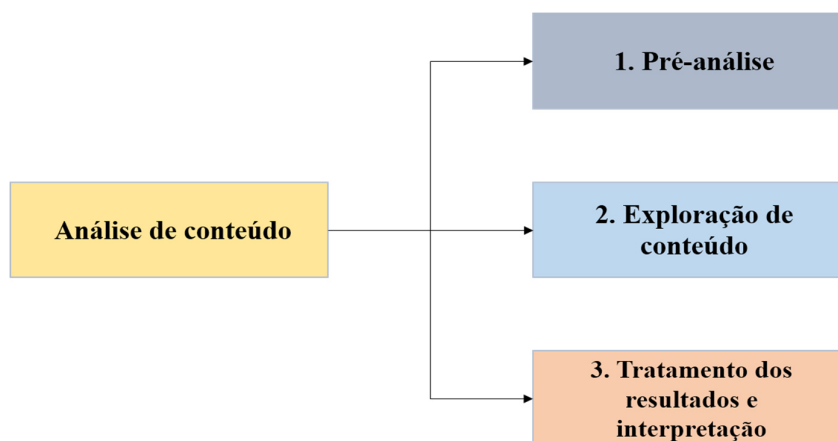 1. Pré-análise
Análise de conteúdo
2. Exploração de
conteúdo
3. Tratamento dos
resultados e
interpretação